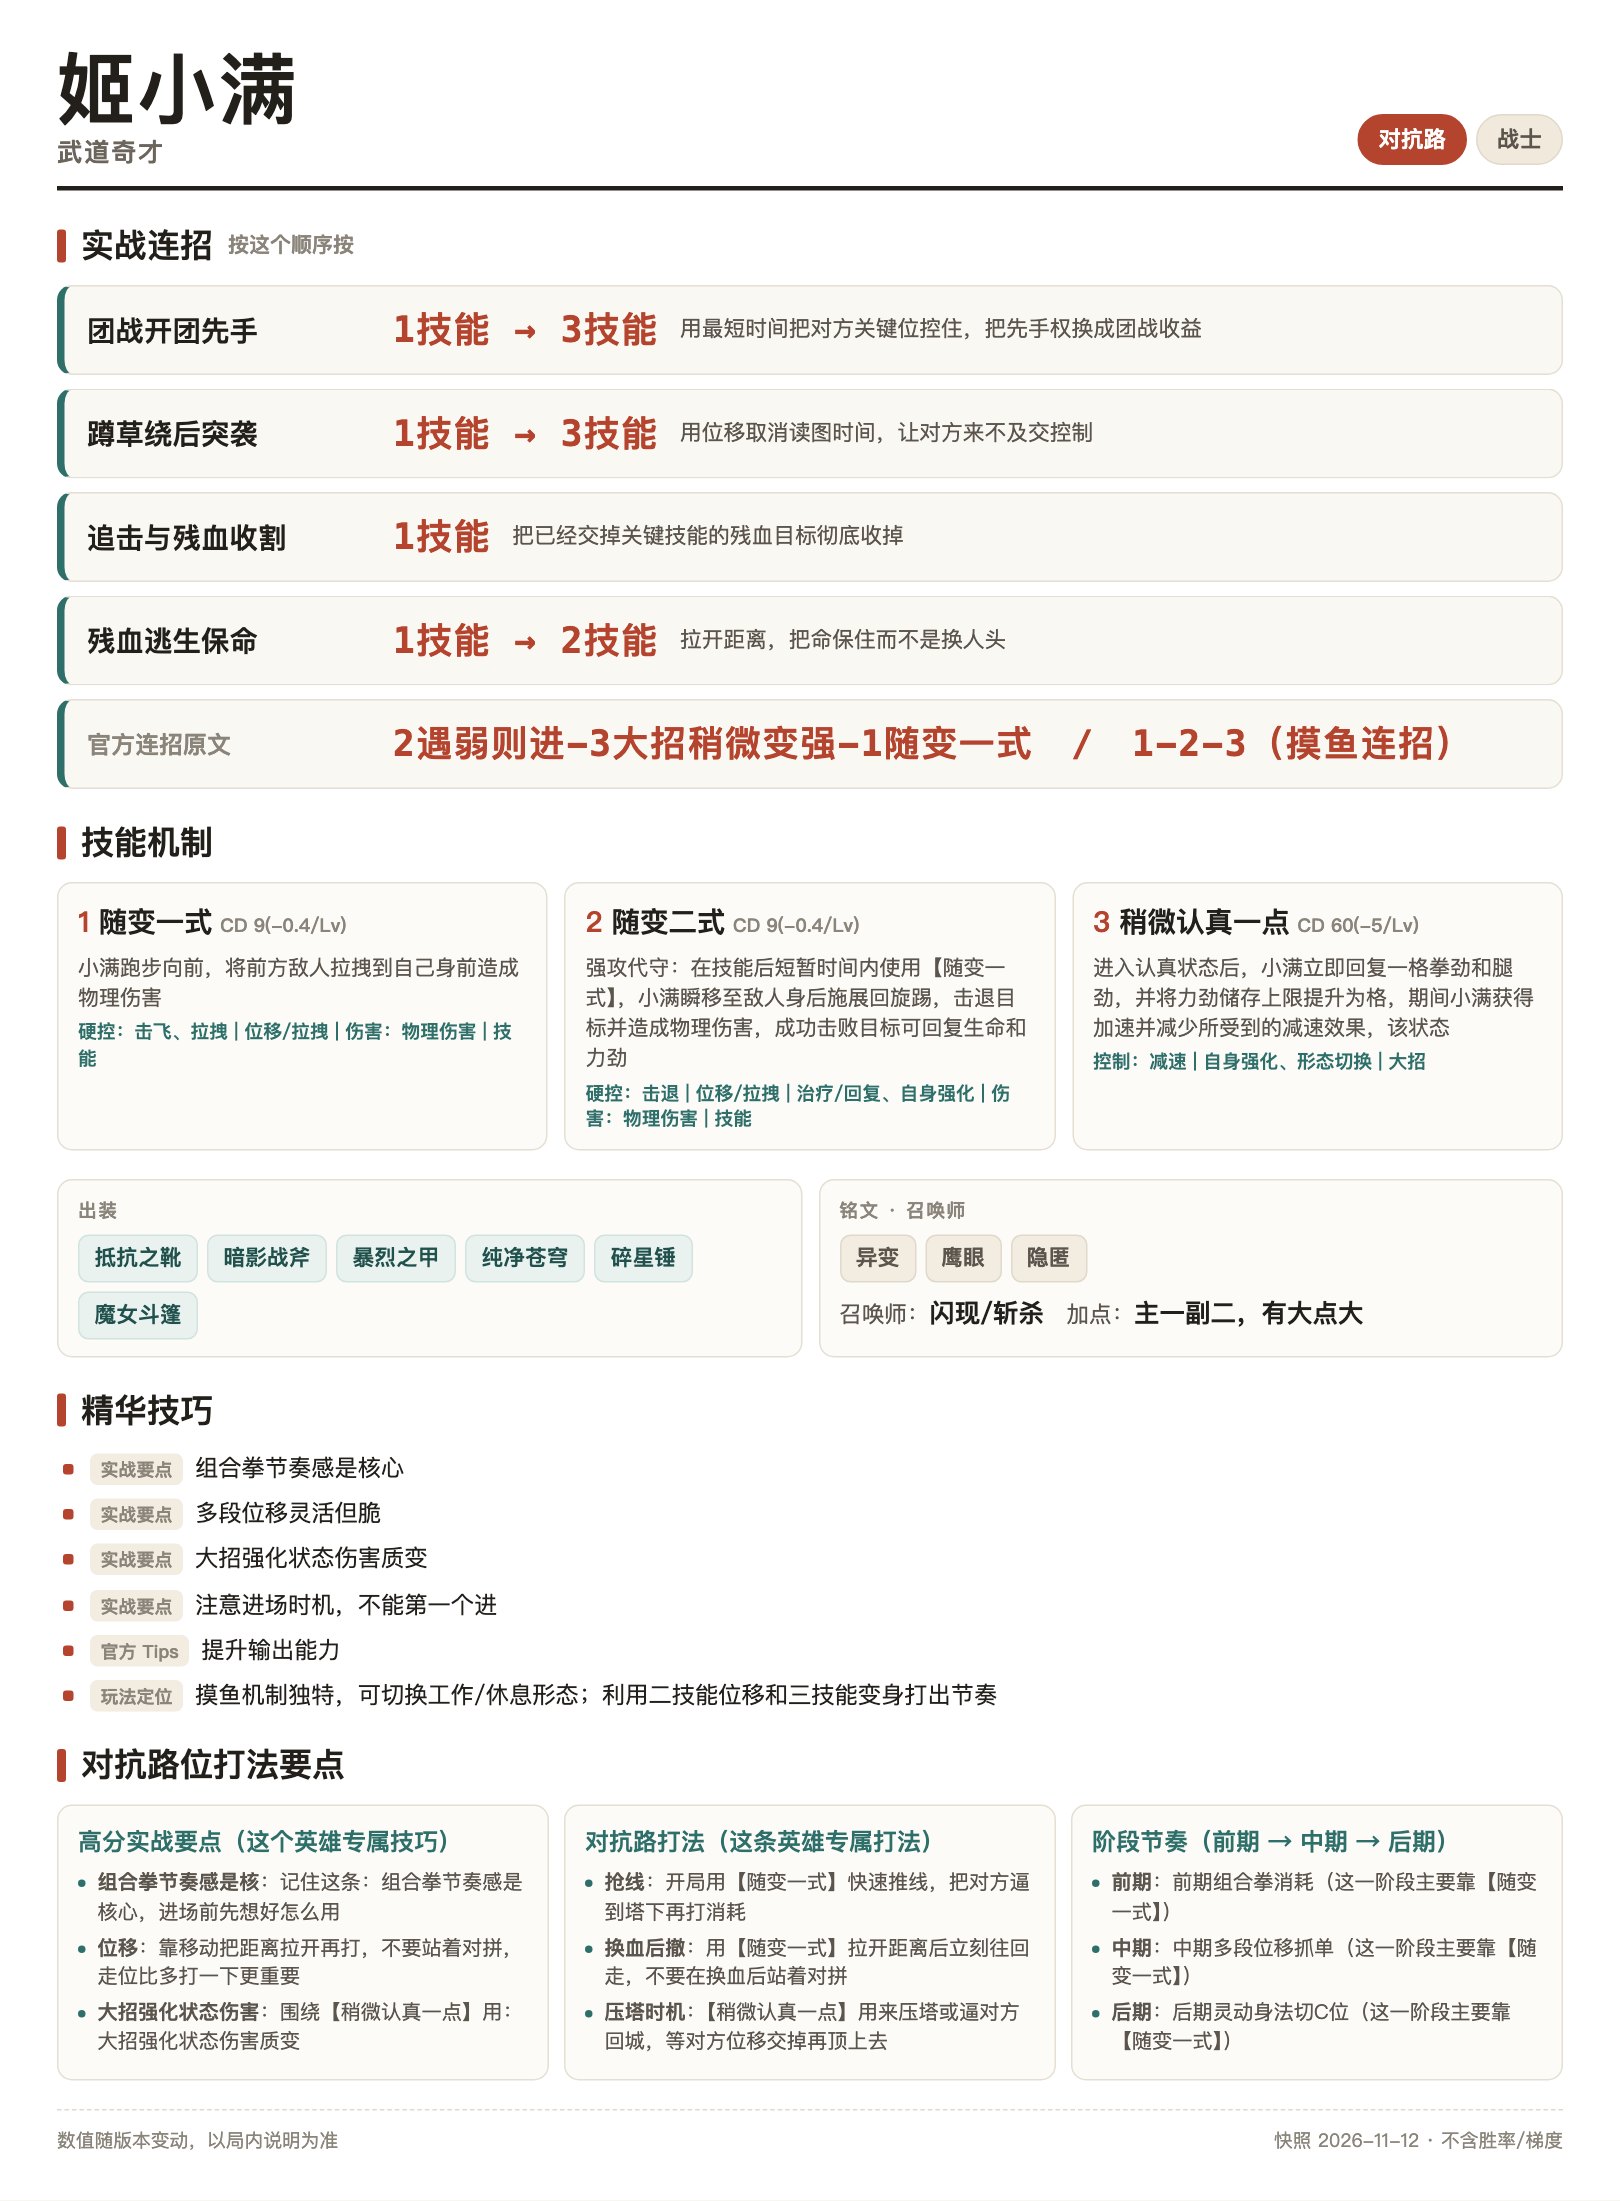 姬小满
武道奇才
对抗路
战士
实战连招 按这个顺序按
团战开团先手 1技能 → 3技能 用最短时间把对方关键位控住，把先手权换成团战收益
蹲草绕后突袭 1技能 → 3技能 用位移取消读图时间，让对方来不及交控制
追击与残血收割 1技能 把已经交掉关键技能的残血目标彻底收掉
残血逃生保命 1技能 → 2技能 拉开距离，把命保住而不是换人头
官方连招原文 2遇弱则进–3大招稍微变强–1随变一式 / 1–2–3（摸鱼连招）
技能机制
1 随变一式 CD 9(−0.4/Lv)
小满跑步向前，将前方敌人拉拽到自己身前造成
物理伤害
硬控：击飞、拉拽 | 位移/拉拽 | 伤害：物理伤害 | 技
能
2 随变二式 CD 9(−0.4/Lv)
强攻代守：在技能后短暂时间内使用【随变一
式】，小满瞬移至敌人身后施展回旋踢，击退目
标并造成物理伤害，成功击败目标可回复生命和
力劲
硬控：击退 | 位移/拉拽 | 治疗/回复、自身强化 | 伤
害：物理伤害 | 技能
3 稍微认真一点 CD 60(−5/Lv)
进入认真状态后，小满立即回复一格拳劲和腿
劲，并将力劲储存上限提升为格，期间小满获得
加速并减少所受到的减速效果，该状态
控制：减速 | 自身强化、形态切换 | 大招
出装
抵抗之靴 暗影战斧 暴烈之甲 纯净苍穹 碎星锤
魔女斗篷
铭文 · 召唤师
异变 鹰眼 隐匿
召唤师：闪现/斩杀 加点：主一副二，有大点大
精华技巧
实战要点 组合拳节奏感是核心
实战要点 多段位移灵活但脆
实战要点 大招强化状态伤害质变
实战要点 注意进场时机，不能第一个进
官方 Tips 提升输出能力
玩法定位 摸鱼机制独特，可切换工作/休息形态；利用二技能位移和三技能变身打出节奏
对抗路位打法要点
高分实战要点（这个英雄专属技巧）
组合拳节奏感是核：记住这条：组合拳节奏感是
核心，进场前先想好怎么用
位移：靠移动把距离拉开再打，不要站着对拼，
走位比多打一下更重要
大招强化状态伤害：围绕【稍微认真一点】用：
大招强化状态伤害质变
对抗路打法（这条英雄专属打法）
抢线：开局用【随变一式】快速推线，把对方逼
到塔下再打消耗
换血后撤：用【随变一式】拉开距离后立刻往回
走，不要在换血后站着对拼
压塔时机：【稍微认真一点】用来压塔或逼对方
回城，等对方位移交掉再顶上去
阶段节奏（前期 → 中期 → 后期）
前期：前期组合拳消耗（这一阶段主要靠【随变
一式】）
中期：中期多段位移抓单（这一阶段主要靠【随
变一式】）
后期：后期灵动身法切C位（这一阶段主要靠
【随变一式】）
数值随版本变动，以局内说明为准
快照 2026–11–12 · 不含胜率/梯度